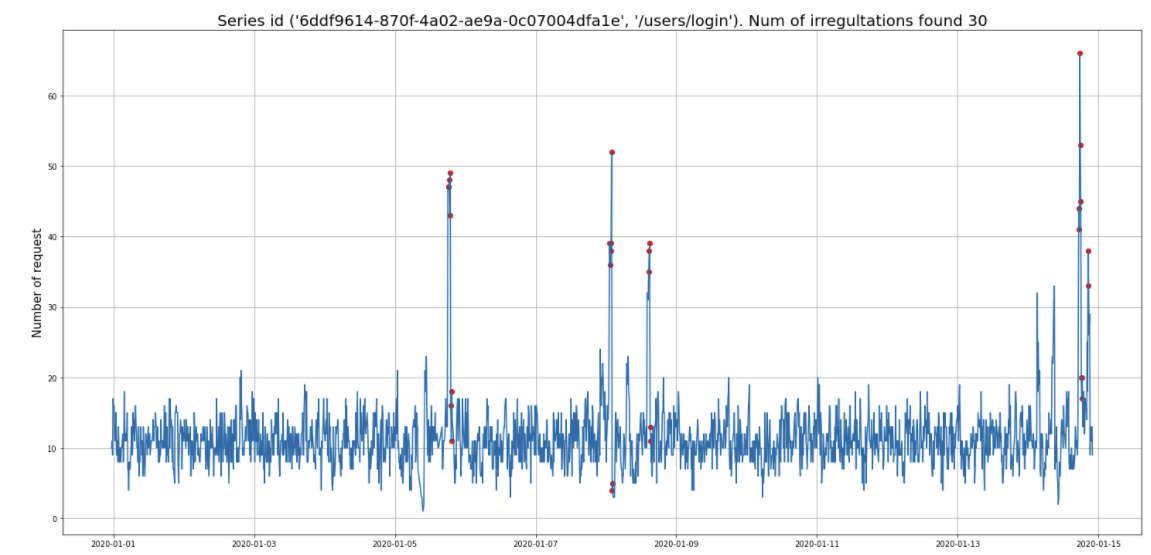 Series id ('6ddf9614-870f-4a02-ae9a-0c07004dfa1e', '/users/login'). Num of irregultations found 30
Number of request
60
50
40
30
20
10
0
2020-01-01 2020-01-03 2020-01-05 2020-01-07 2020-01-09 2020-01-11 2020-01-13 2020-01-15